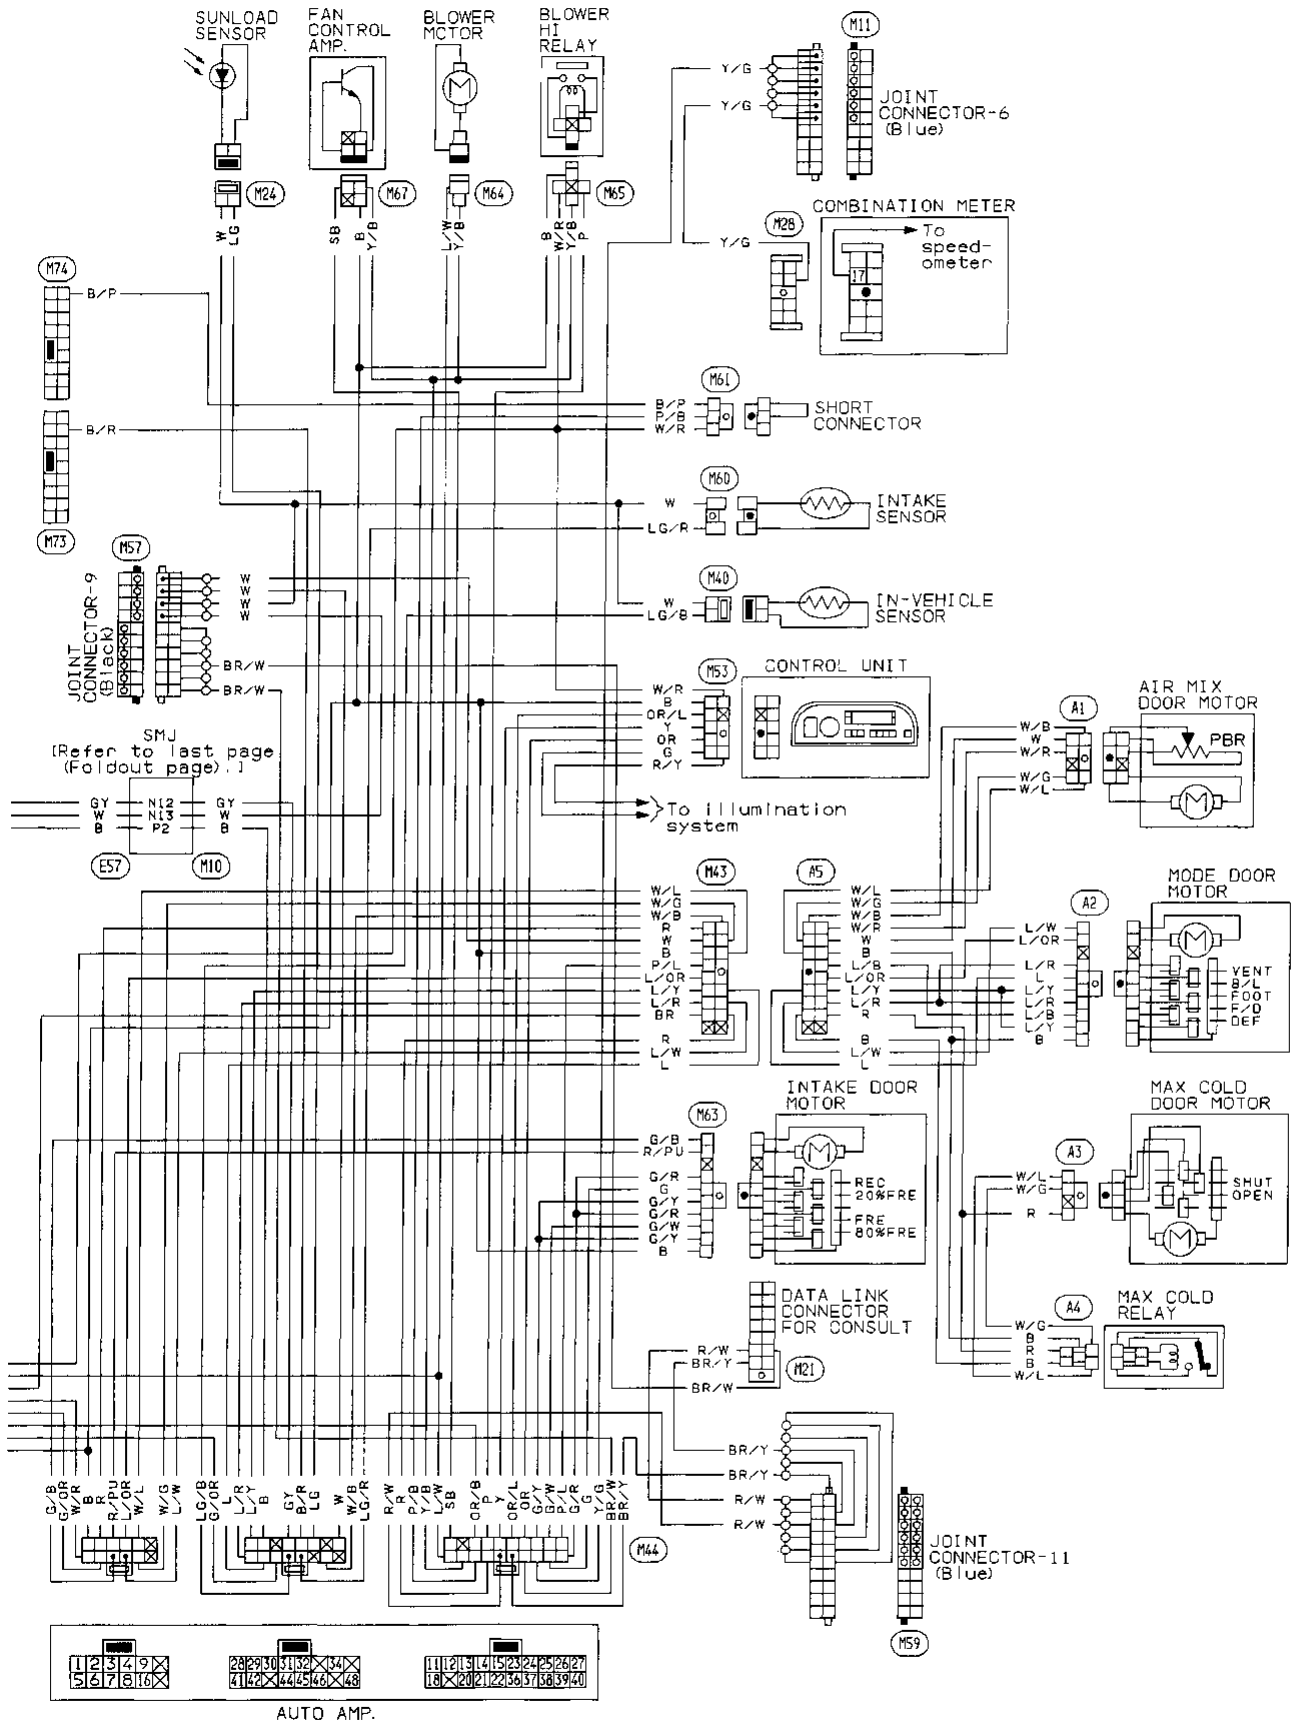 SUNLOAD
SENSOR
FAN
CONTROL
AMP.
BLOWER
MOTOR
BLOWER
HI
RELAY
M24
M67
M64
M65
W
LG
SB
B
Y/B
L/W
Y/B
B
W/R
Y/B
P
M11
Y/G
Y/G
JOINT
CONNECTOR-6
(Blue)
M28
Y/G
COMBINATION METER
To
speed-
ometer
17
M74
B/P
B/R
M73
M61
B/P
P/B
W/R
SHORT
CONNECTOR
M60
W
LG/R
INTAKE
SENSOR
M57
W
W
W
W
BR/W
BR/W
JOINT
CONNECTOR-9
(Black)
M40
W
LG/B
IN-VEHICLE
SENSOR
M53
W/R
B
OR/L
Y
OR
G
R/Y
CONTROL UNIT
To illumination
system
SMJ
[Refer to last page
(Foldout page).]
GY N12 GY
W N13 W
B P2 B
E57
M10
A1
W/B
W
W/R
W/G
W/L
AIR MIX
DOOR MOTOR
PBR
M
M43
W/L
W/G
W/B
R
W
B
P/L
L/OR
L/Y
L/R
BR
R
L/W
L
A5
W/L
W/G
W/B
W/R
W
B
L/B
L/OR
L/Y
L/R
R
B
L/W
L
A2
L/W
L/OR
L/R
L
L/Y
L/R
L/B
L/Y
B
MODE DOOR
MOTOR
M
VENT
B/L
FOOT
F/D
DEF
M63
G/B
R/PU
G/R
G
G/Y
G/R
G/W
G/Y
B
INTAKE DOOR
MOTOR
M
REC
20%FRE
FRE
80%FRE
A3
W/L
W/G
R
MAX COLD
DOOR MOTOR
SHUT
OPEN
M
A4
W/G
B
R
B
W/L
MAX COLD
RELAY
DATA LINK
CONNECTOR
FOR CONSULT
R/W
BR/Y
BR/W
M21
BR/Y
BR/Y
R/W
R/W
JOINT
CONNECTOR-11
(Blue)
M59
G/B
G/OR
W/R
B
R
R/PU
L/OR
W/L
W/G
L/W
LG/B
G/OR
L
L/R
L/Y
B
GY
B/R
LG
W
W/B
LG/R
R/W
R
P/B
Y/B
L/W
SB
OR/B
P
Y
OR/L
G/Y
G/W
P/L
G/R
G
Y/G
BR/W
BR/Y
M44
1 2 3 4 9
5 6 7 8 16
28 29 30 31 32 34
41 42 44 45 46 48
11 12 13 14 15 23 24 25 26 27
18 20 21 22 36 37 38 39 40
AUTO AMP.